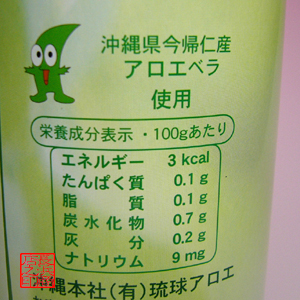 沖縄県今帰仁産
アロエベラ
使用
栄養成分表示・100gあたり
エネルギー 3 kcal
たんぱく質 0.1 g
脂質 0.1 g
炭水化物 0.7 g
灰分 0.2 g
ナトリウム 9 mg
沖縄本社(有)琉球アロエ